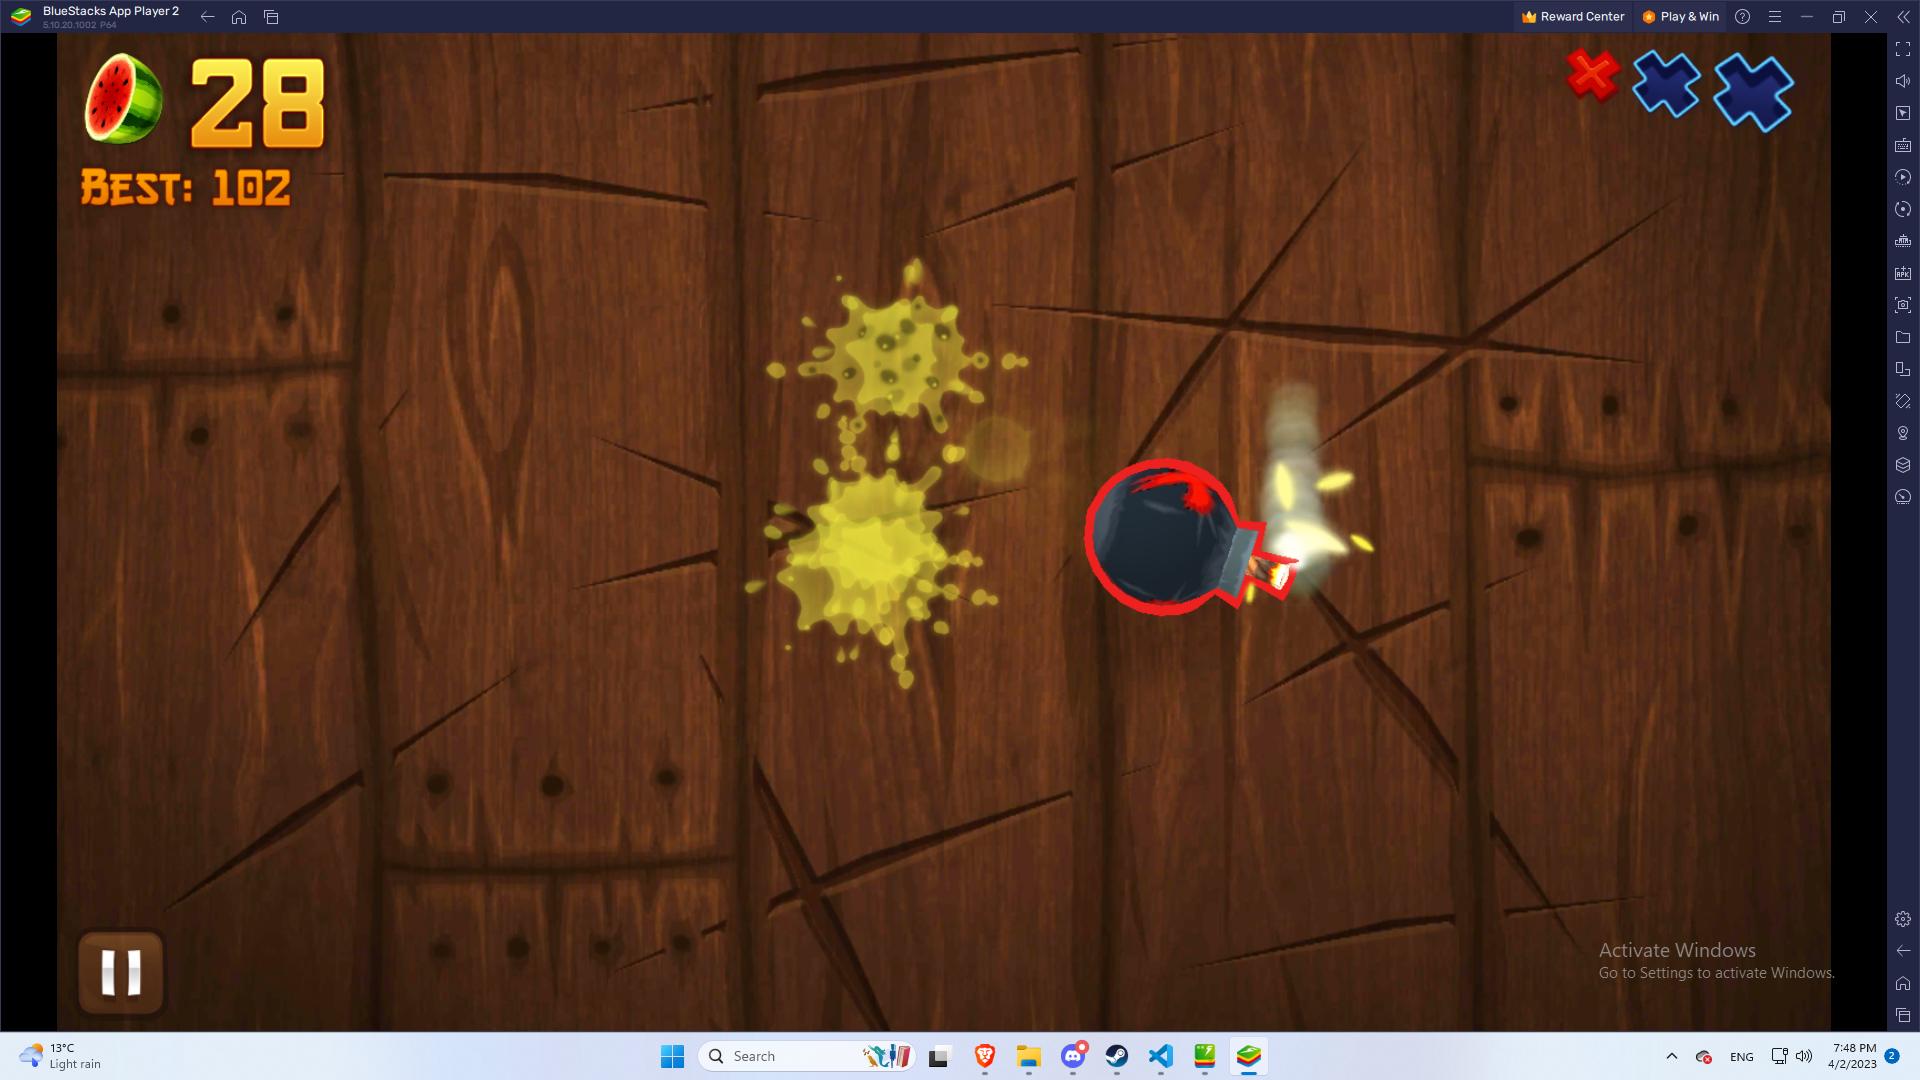 BlueStacks App Player 2
5.10.20.1002 P64
Reward Center
Play & Win
28
BEST: 102
Activate Windows
Go to Settings to activate Windows.
13°C
Light rain
Search
ENG
7:48 PM
4/2/2023
2